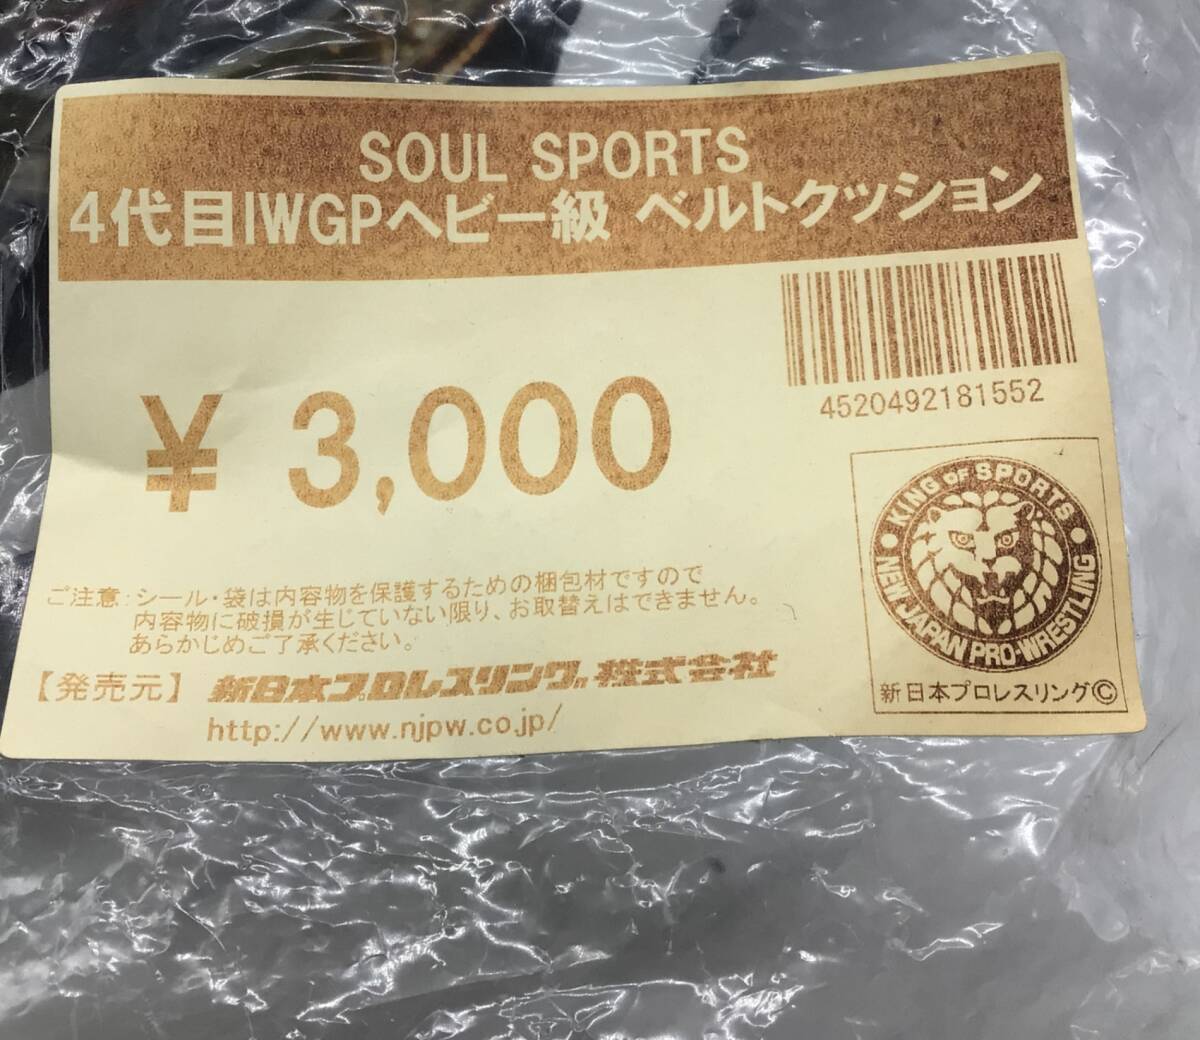 SOUL SPORTS
4代目IWGPヘビー級 ベルトクッション
4520492181552
¥ 3,000
KING OF SPORTS
NEW JAPAN PRO-WRESTLING
新日本プロレスリング©
ご注意:シール・袋は内容物を保護するための梱包材ですので
内容物に破損が生じていない限り、お取替えはできません。
あらかじめご了承ください。
【発売元】 新日本プロレスリング株式会社
http://www.njpw.co.jp/